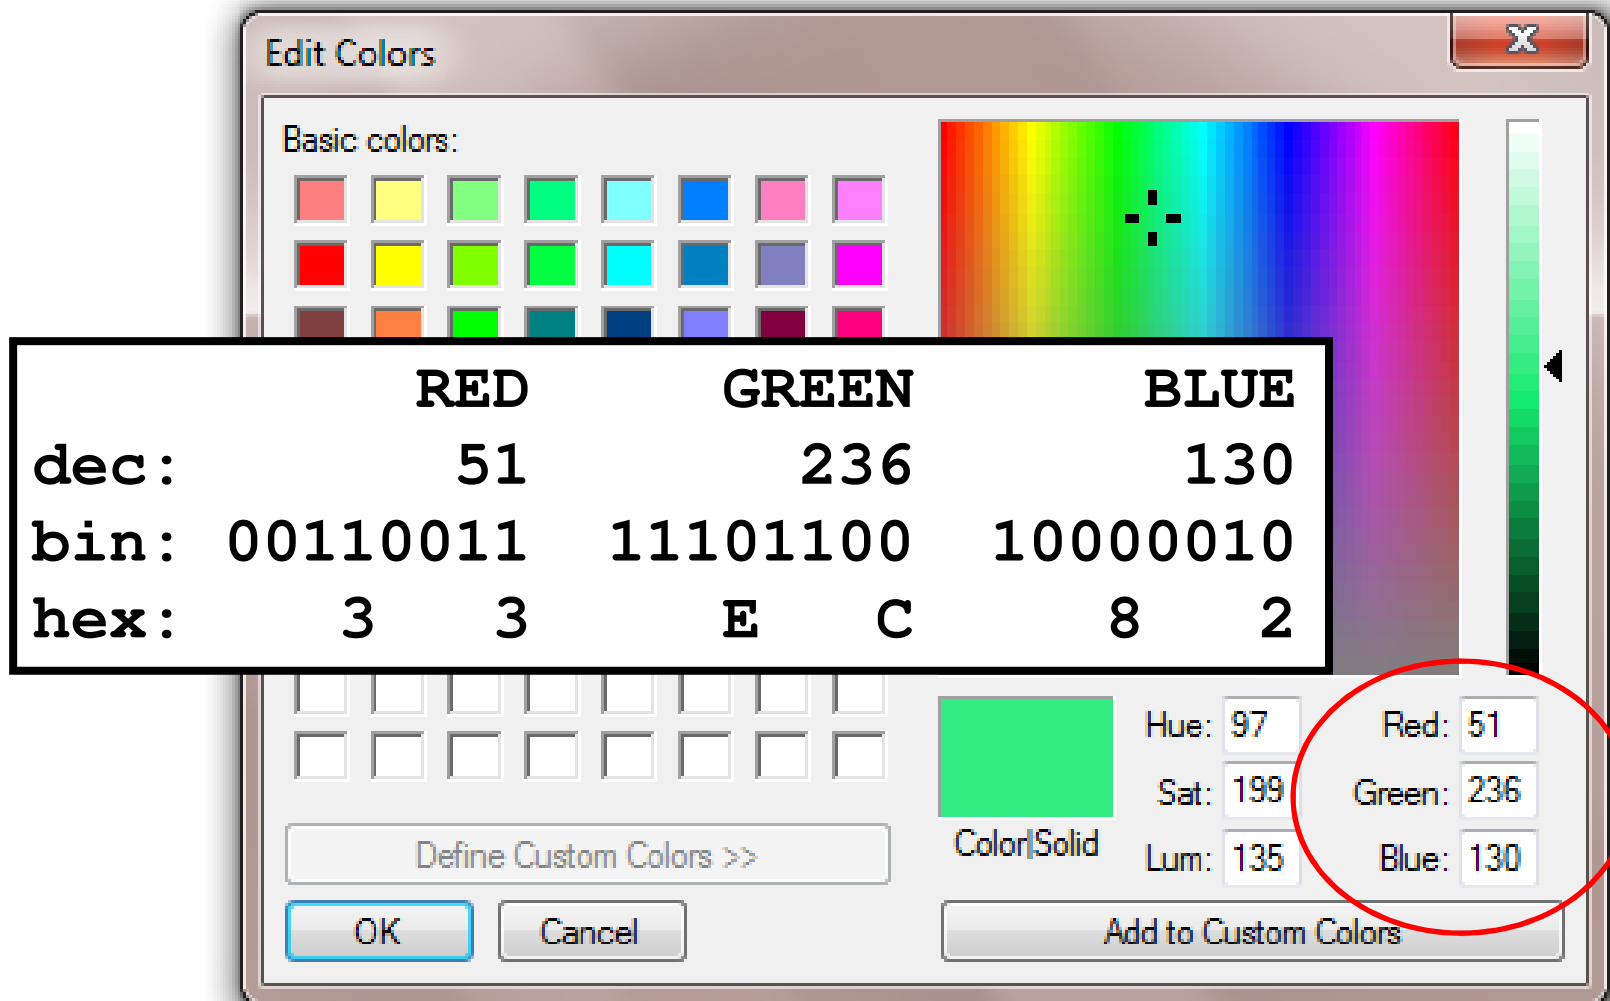 Edit Colors
Basic colors:
RED GREEN BLUE
dec: 51 236 130
bin: 00110011 11101100 10000010
hex: 3 3 E C 8 2
Hue: 97 Red: 51
Sat: 199 Green: 236
Color|Solid Lum: 135 Blue: 130
Define Custom Colors >>
OK Cancel Add to Custom Colors